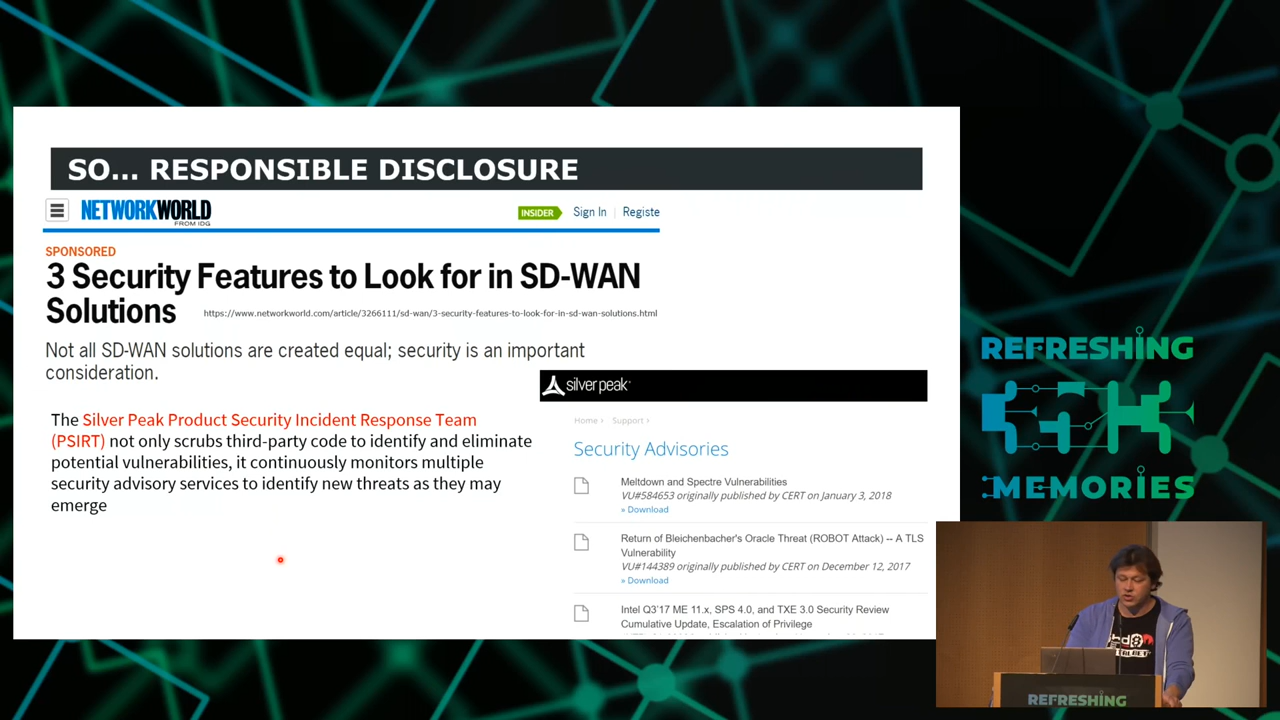 SO... RESPONSIBLE DISCLOSURE
NETWORKWORLD
FROM IDG
INSIDER
Sign In | Registe
SPONSORED
3 Security Features to Look for in SD-WAN
Solutions
https://www.networkworld.com/article/3266111/sd-wan/3-security-features-to-look-for-in-sd-wan-solutions.html
Not all SD-WAN solutions are created equal; security is an important
consideration.
The Silver Peak Product Security Incident Response Team
(PSIRT) not only scrubs third-party code to identify and eliminate
potential vulnerabilities, it continuously monitors multiple
security advisory services to identify new threats as they may
emerge
silver peak
Home › Support ›
Security Advisories
Meltdown and Spectre Vulnerabilities
VU#584653 originally published by CERT on January 3, 2018
» Download
Return of Bleichenbacher's Oracle Threat (ROBOT Attack) -- A TLS
Vulnerability
VU#144389 originally published by CERT on December 12, 2017
» Download
Intel Q3'17 ME 11.x, SPS 4.0, and TXE 3.0 Security Review
Cumulative Update, Escalation of Privilege
REFRESHING
MEMORIES
REFRESHING